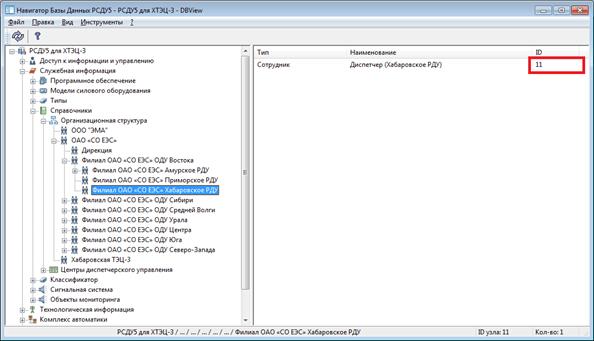 Навигатор Базы Данных РСДУ5 - РСДУ5 для ХТЭЦ-3 - DBView
Файл Правка Вид Инструменты ?
РСДУ5 для ХТЭЦ-3
Доступ к информации и управлению
Служебная информация
Программное обеспечение
Модели силового оборудования
Типы
Справочники
Организационная структура
ООО "ЭМА"
ОАО «СО ЕЭС»
Дирекция
Филиал ОАО «СО ЕЭС» ОДУ Востока
Филиал ОАО «СО ЕЭС» Амурское РДУ
Филиал ОАО «СО ЕЭС» Приморское РДУ
Филиал ОАО «СО ЕЭС» Хабаровское РДУ
Филиал ОАО «СО ЕЭС» ОДУ Сибири
Филиал ОАО «СО ЕЭС» ОДУ Средней Волги
Филиал ОАО «СО ЕЭС» ОДУ Урала
Филиал ОАО «СО ЕЭС» ОДУ Центра
Филиал ОАО «СО ЕЭС» ОДУ Юга
Филиал ОАО «СО ЕЭС» ОДУ Северо-Запада
Хабаровская ТЭЦ-3
Центры диспетчерского управления
Классификатор
Сигнальная система
Объекты мониторинга
Технологическая информация
Комплекс автоматики
Тип Наименование ID
Сотрудник Диспетчер (Хабаровское РДУ) 11
РСДУ5 для ХТЭЦ-3 / ... / ... / ... / ... / ... / Филиал ОАО «СО ЕЭС» Хабаровское РДУ ID узла: 11 Кол-во: 1